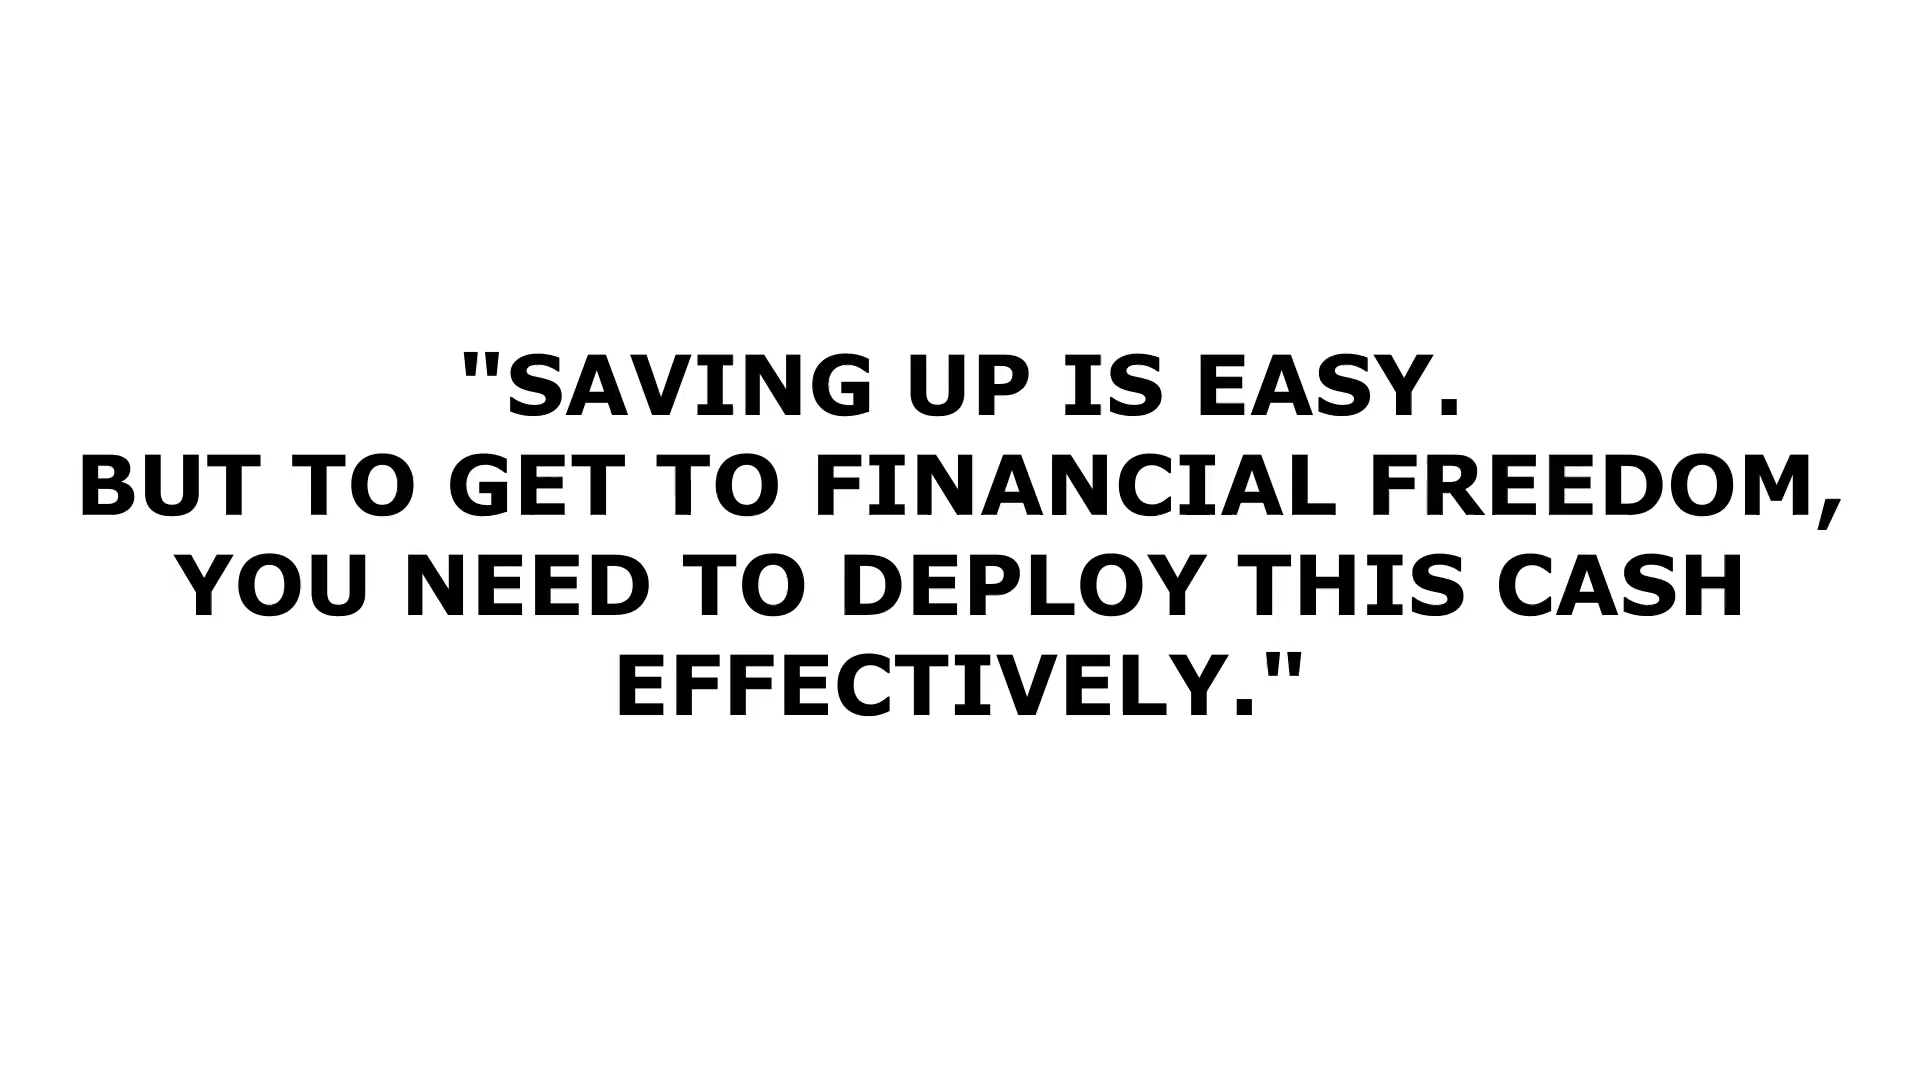 "SAVING UP IS EASY.
BUT TO GET TO FINANCIAL FREEDOM,
YOU NEED TO DEPLOY THIS CASH
EFFECTIVELY."